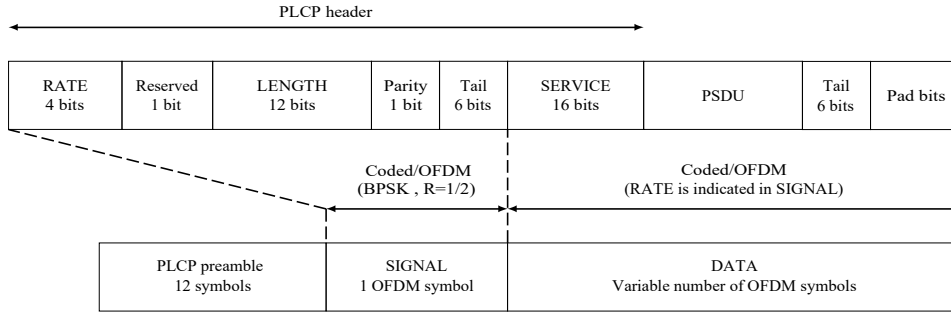 PLCP header
RATE
4 bits
Reserved
1 bit
LENGTH
12 bits
Parity
1 bit
Tail
6 bits
SERVICE
16 bits
PSDU
Tail
6 bits
Pad bits
Coded/OFDM
(BPSK , R=1/2)
Coded/OFDM
(RATE is indicated in SIGNAL)
PLCP preamble
12 symbols
SIGNAL
1 OFDM symbol
DATA
Variable number of OFDM symbols